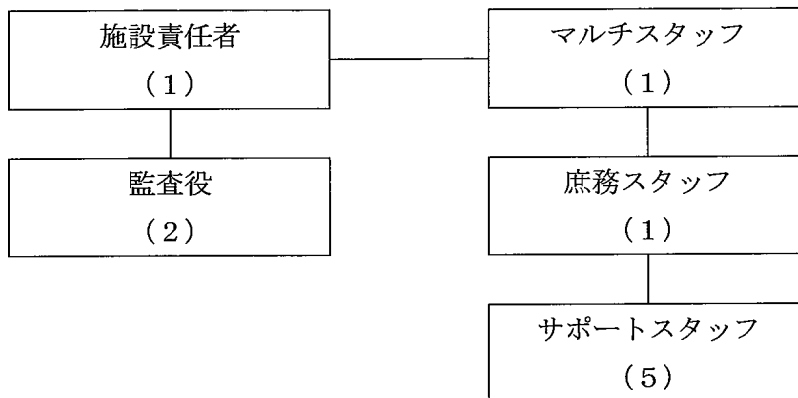 施設責任者
（1）
マルチスタッフ
（1）
監査役
（2）
庶務スタッフ
（1）
サポートスタッフ
（5）